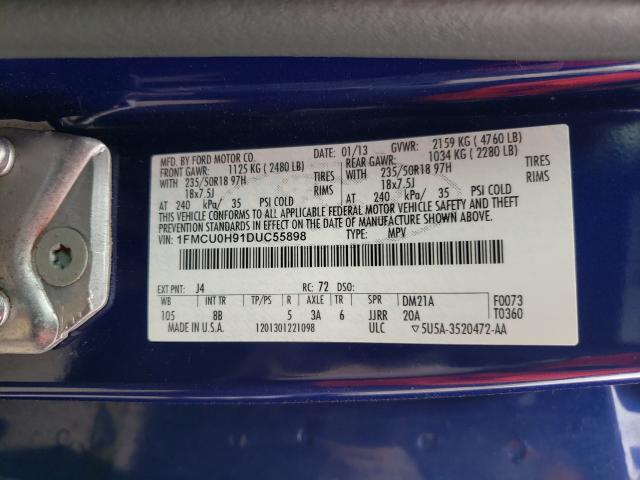 MFD. BY FORD MOTOR CO. DATE: 01/13 GVWR: 2159 KG ( 4760 LB)
FRONT GAWR: 1125 KG ( 2480 LB) REAR GAWR: 1034 KG ( 2280 LB)
WITH 235/50R18 97H TIRES WITH 235/50R18 97H TIRES
18x7.5J RIMS 18x7.5J RIMS
AT 240 kPa/ 35 PSI COLD AT 240 kPa/ 35 PSI COLD
THIS VEHICLE CONFORMS TO ALL APPLICABLE FEDERAL MOTOR VEHICLE SAFETY AND THEFT
PREVENTION STANDARDS IN EFFECT ON THE DATE OF MANUFACTURE SHOWN ABOVE.
VIN: 1FMCU0H91DUC55898 TYPE: MPV
EXT PNT: J4 RC: 72 DSO:
WB INT TR TP/PS R AXLE TR SPR DM21A F0073
105 8B 5 3A 6 JJRR 20A T0360
MADE IN U.S.A. 1201301221098 ULC ▽5U5A-3520472-AA